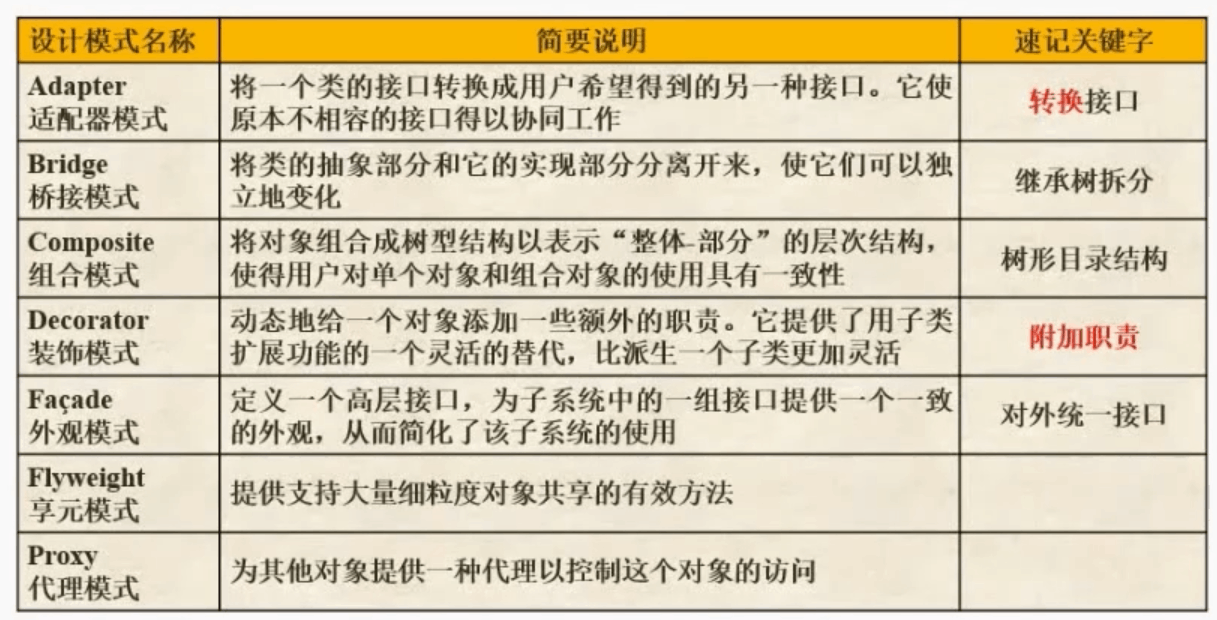 设计模式名称 简要说明 速记关键字
Adapter
适配器模式
将一个类的接口转换成用户希望得到的另一种接口。它使
原本不相容的接口得以协同工作
转换接口
Bridge
桥接模式
将类的抽象部分和它的实现部分分离开来，使它们可以独
立地变化
继承树拆分
Composite
组合模式
将对象组合成树型结构以表示“整体-部分”的层次结构，
使得用户对单个对象和组合对象的使用具有一致性
树形目录结构
Decorator
装饰模式
动态地给一个对象添加一些额外的职责。它提供了用子类
扩展功能的一个灵活的替代，比派生一个子类更加灵活
附加职责
Façade
外观模式
定义一个高层接口，为子系统中的一组接口提供一个一致
的外观，从而简化了该子系统的使用
对外统一接口
Flyweight
享元模式
提供支持大量细粒度对象共享的有效方法
Proxy
代理模式
为其他对象提供一种代理以控制这个对象的访问